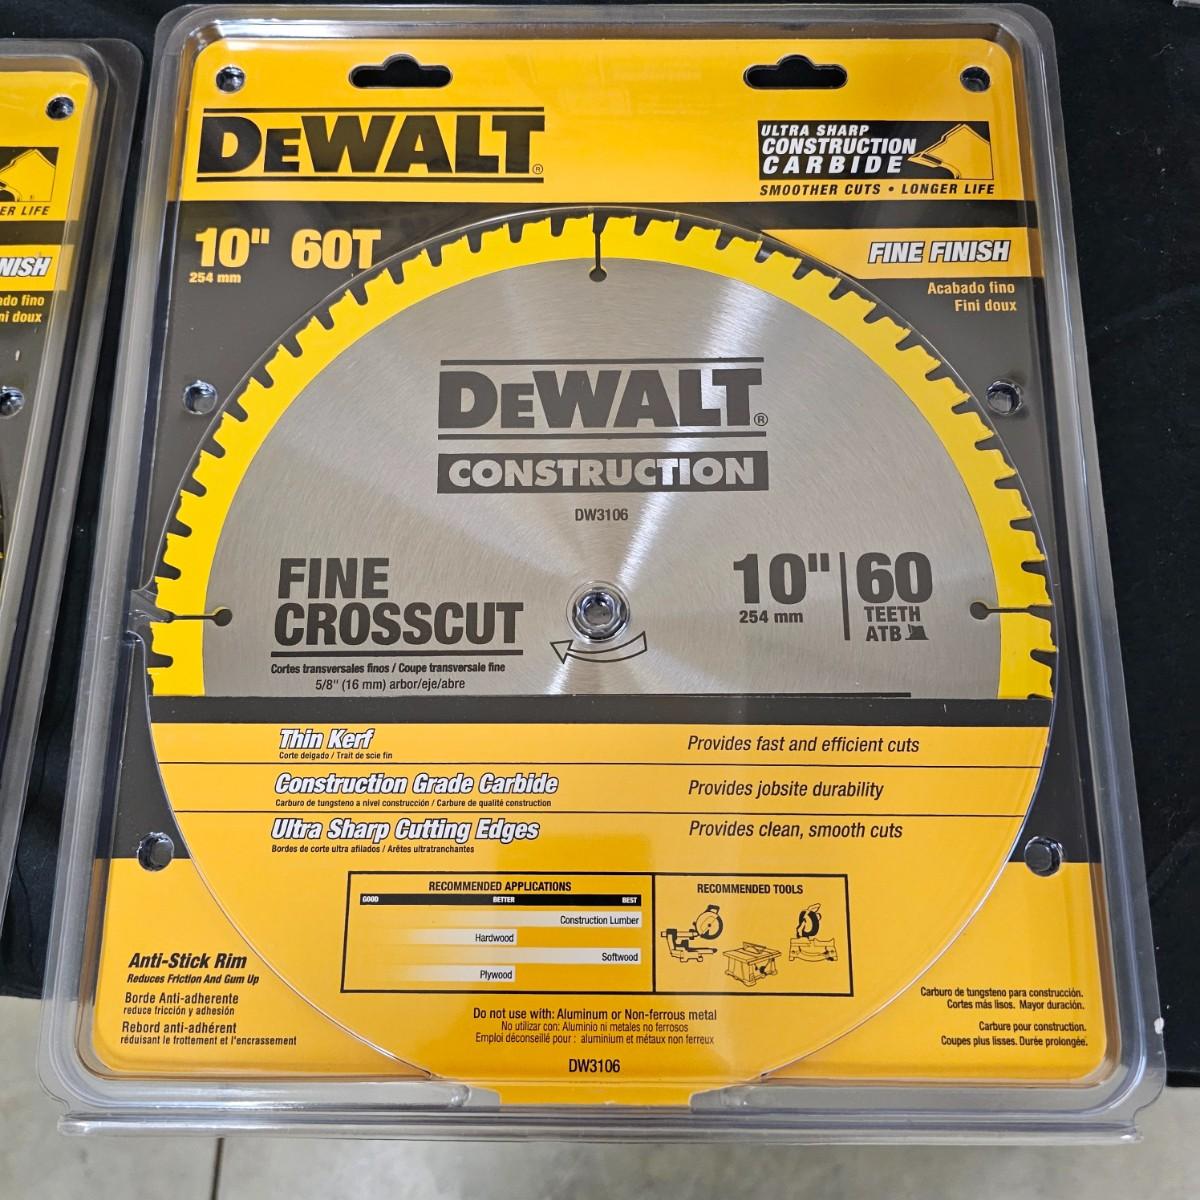 DEWALT®
ULTRA SHARP
CONSTRUCTION
CARBIDE
SMOOTHER CUTS • LONGER LIFE
10" 60T
254 mm
FINE FINISH
Acabado fino
Fini doux
DEWALT®
CONSTRUCTION
DW3106
FINE
CROSSCUT
Cortes transversales finos / Coupe transversale fine
5/8" (16 mm) arbor/eje/abre
10" 60
254 mm
TEETH
ATB
Thin Kerf
Corte delgado / Trait de scie fin
Provides fast and efficient cuts
Construction Grade Carbide
Carburo de tungsteno a nivel construcción / Carbure de qualité construction
Provides jobsite durability
Ultra Sharp Cutting Edges
Bordes de corte ultra afilados / Arêtes ultratranchantes
Provides clean, smooth cuts
RECOMMENDED APPLICATIONS
GOOD BETTER BEST
Construction Lumber
Hardwood
Softwood
Plywood
RECOMMENDED TOOLS
Anti-Stick Rim
Reduces Friction And Gum Up
Borde Anti-adherente
reduce fricción y adhesión
Rebord anti-adhérent
réduisant le frottement et l'encrassement
Do not use with: Aluminum or Non-ferrous metal
No utilizar con: Aluminio ni metales no ferrosos
Emploi déconseillé pour : aluminium et métaux non ferreux
DW3106
Carburo de tungsteno para construcción.
Cortes más lisos. Mayor duración.
Carbure pour construction.
Coupes plus lisses. Durée prolongée.
ER LIFE
NISH
ado fino
ni doux